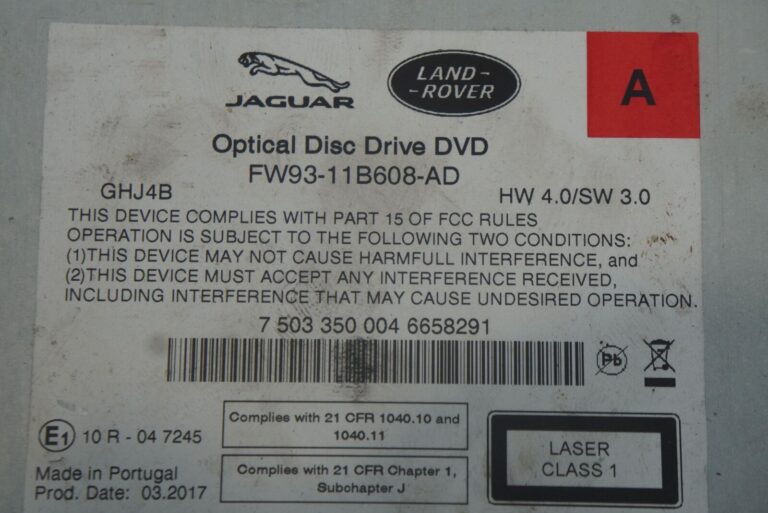 JAGUAR
LAND-
-ROVER
A
Optical Disc Drive DVD
FW93-11B608-AD
GHJ4B
HW 4.0/SW 3.0
THIS DEVICE COMPLIES WITH PART 15 OF FCC RULES
OPERATION IS SUBJECT TO THE FOLLOWING TWO CONDITIONS:
(1)THIS DEVICE MAY NOT CAUSE HARMFULL INTERFERENCE, and
(2)THIS DEVICE MUST ACCEPT ANY INTERFERENCE RECEIVED,
INCLUDING INTERFERENCE THAT MAY CAUSE UNDESIRED OPERATION.
7 503 350 004 6658291
Pb
E1 10 R - 04 7245
Complies with 21 CFR 1040.10 and
1040.11
Made in Portugal
Prod. Date: 03.2017
Complies with 21 CFR Chapter 1,
Subchapter J
LASER
CLASS 1